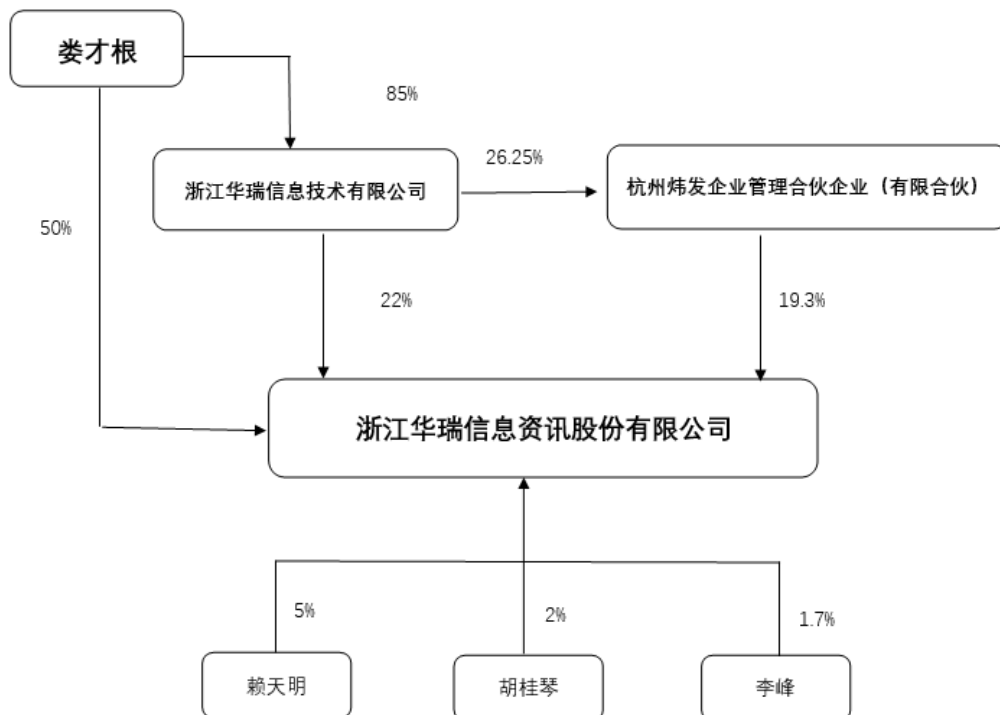 娄才根
85%
26.25%
浙江华瑞信息技术有限公司
杭州炜发企业管理合伙企业（有限合伙）
50%
22%
19.3%
浙江华瑞信息资讯股份有限公司
5%
2%
1.7%
赖天明
胡桂琴
李峰